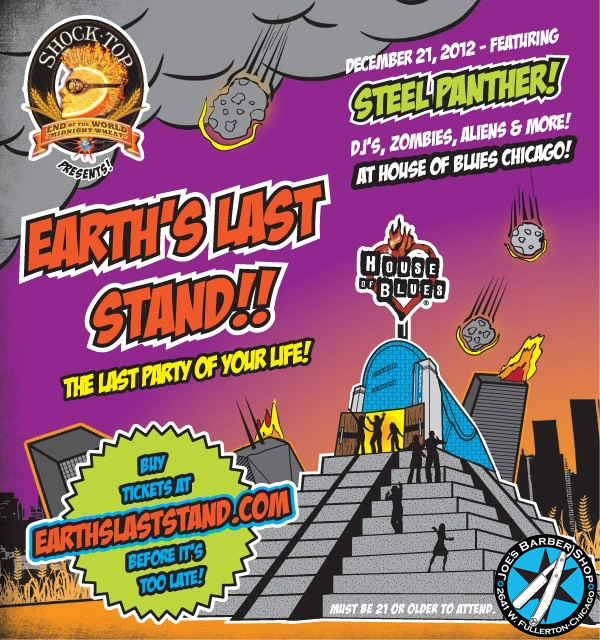 SHOCK·TOP
END OF THE WORLD
MIDNIGHT WHEAT
PRESENTS!
DECEMBER 21, 2012 - FEATURING
STEEL PANTHER!
DJ'S, ZOMBIES, ALIENS & MORE!
AT HOUSE OF BLUES CHICAGO!
EARTH'S LAST
STAND!!
THE LAST PARTY OF YOUR LIFE!
HOUSE
OF BLUES®
BUY
TICKETS AT
EARTHSLASTSTAND.COM
BEFORE IT'S
TOO LATE!
MUST BE 21 OR OLDER TO ATTEND.
JOES BARBER SHOP
2641 W. FULLERTON-CHICAGO